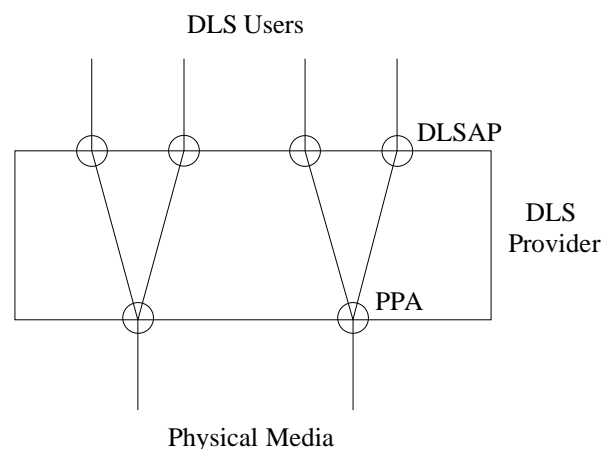 DLS Users
DLSAP
DLS
Provider
PPA
Physical Media